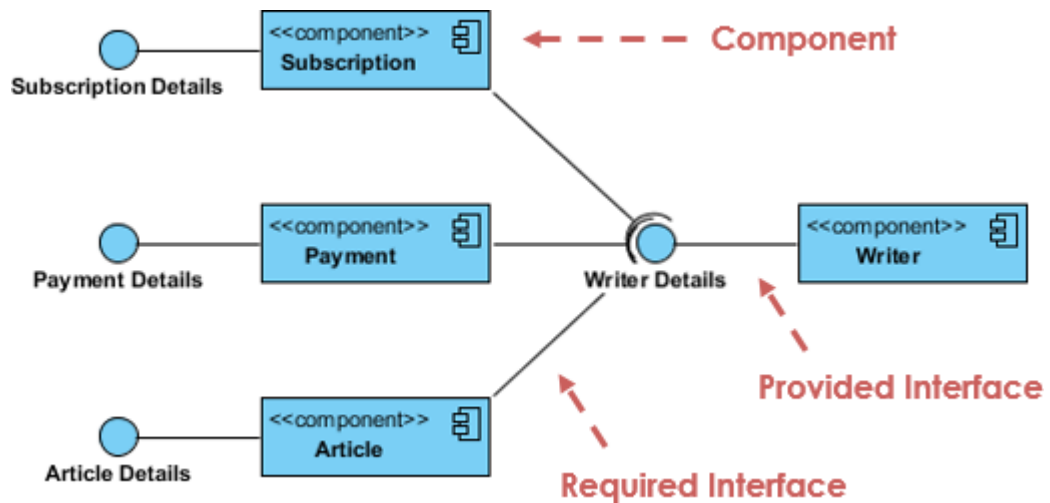 <<component>>
Subscription
Subscription Details
Component
<<component>>
Payment
Payment Details
Writer Details
<<component>>
Writer
Provided Interface
<<component>>
Article
Article Details
Required Interface